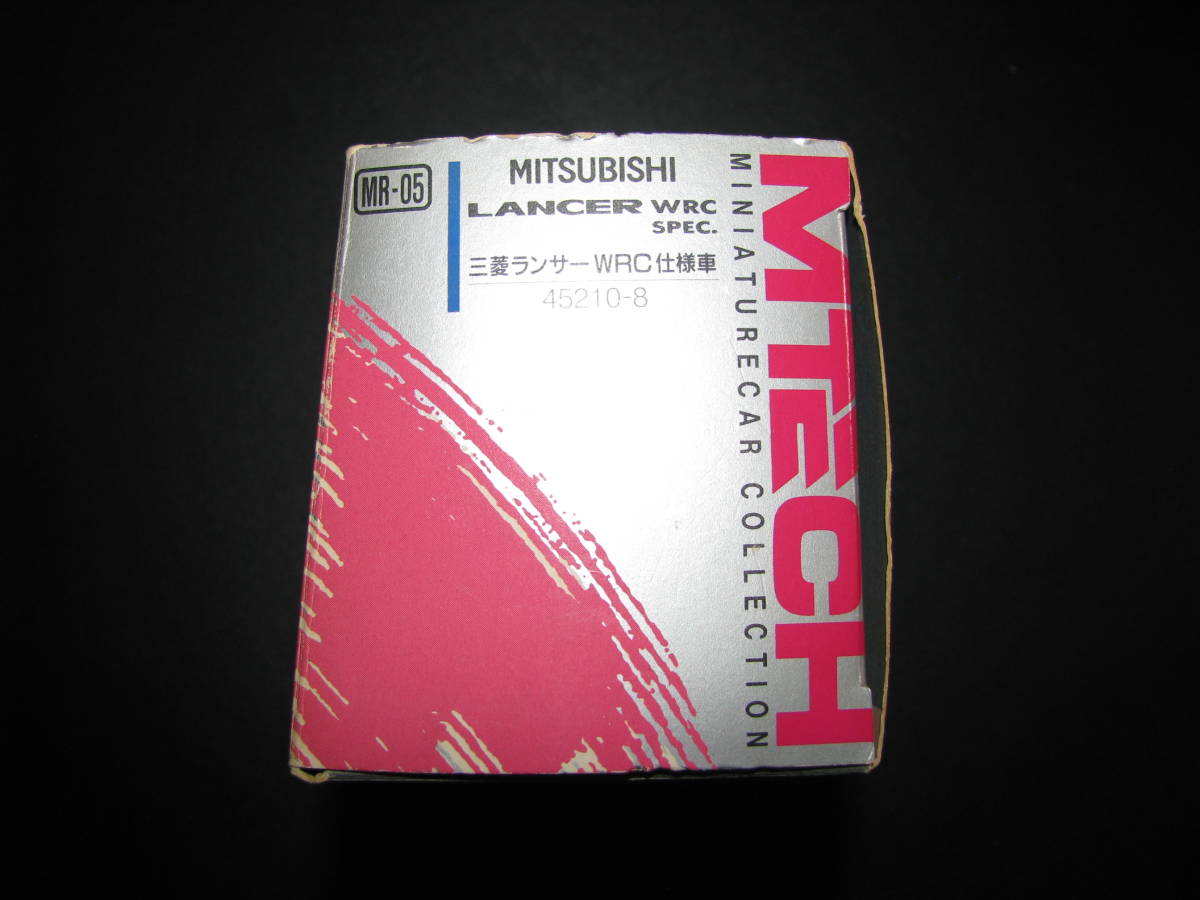 MR-05
MITSUBISHI
LANCER WRC
SPEC.
三菱ランサーWRC仕様車
45210-8
MINIATURECAR COLLECTION
MTECH